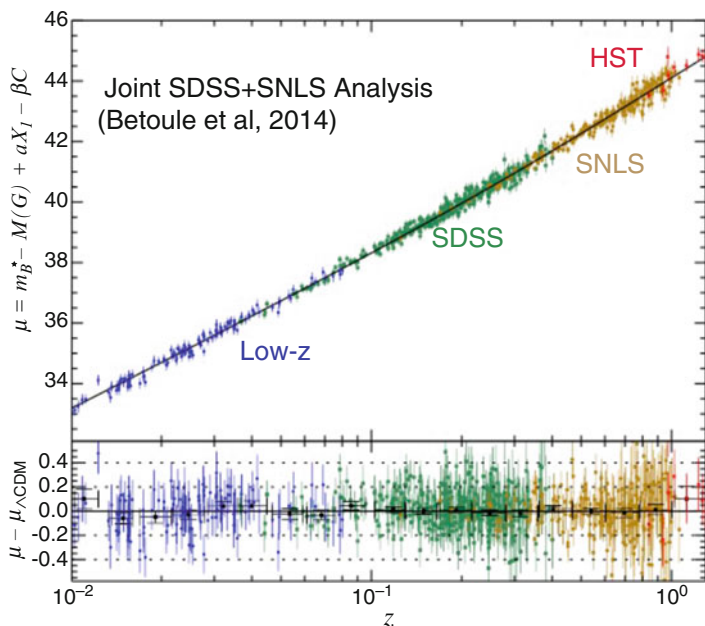 46
44
42
40
38
36
34
μ = m*B – M(G) + aX1 – βC
Joint SDSS+SNLS Analysis
(Betoule et al, 2014)
HST
SNLS
SDSS
Low-z
0.4
0.2
0.0
-0.2
-0.4
μ – μΛCDM
10−2
10−1
100
z